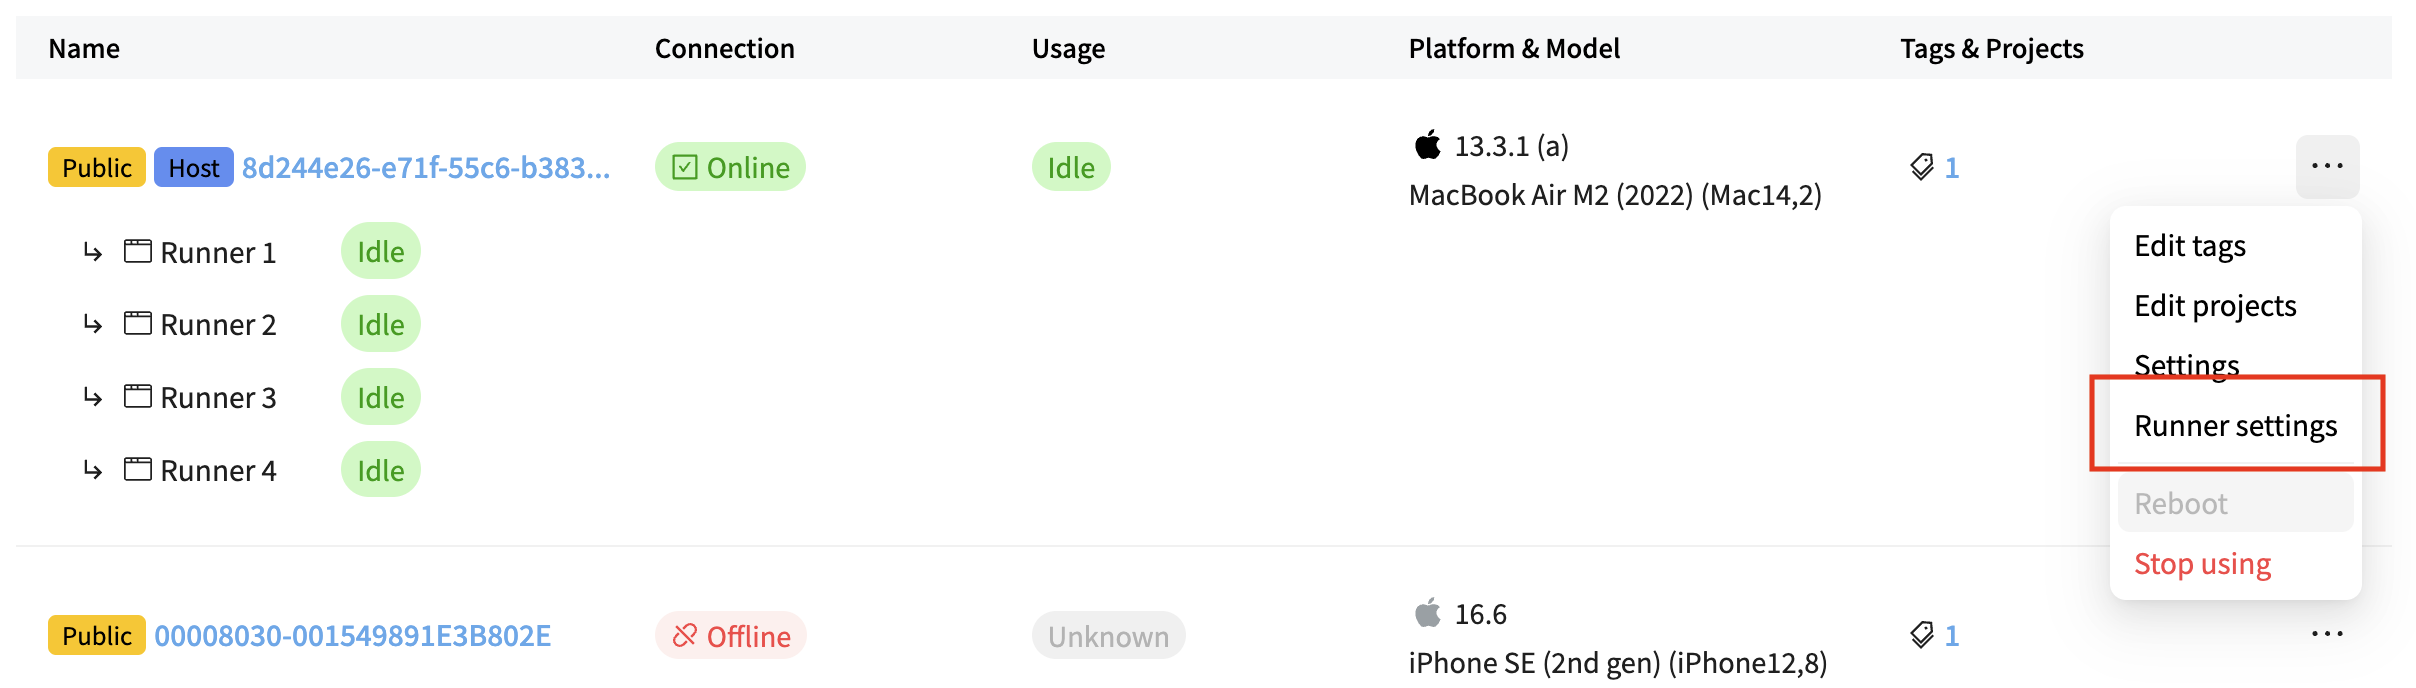 Name Connection Usage Platform & Model Tags & Projects
Public Host 8d244e26-e71f-55c6-b383... Online Idle 13.3.1 (a) 1 ...
MacBook Air M2 (2022) (Mac14,2)
Runner 1 Idle
Runner 2 Idle
Runner 3 Idle
Runner 4 Idle
Edit tags
Edit projects
Settings
Runner settings
Reboot
Stop using
Public 00008030-001549891E3B802E Offline Unknown 16.6 1 ...
iPhone SE (2nd gen) (iPhone12,8)